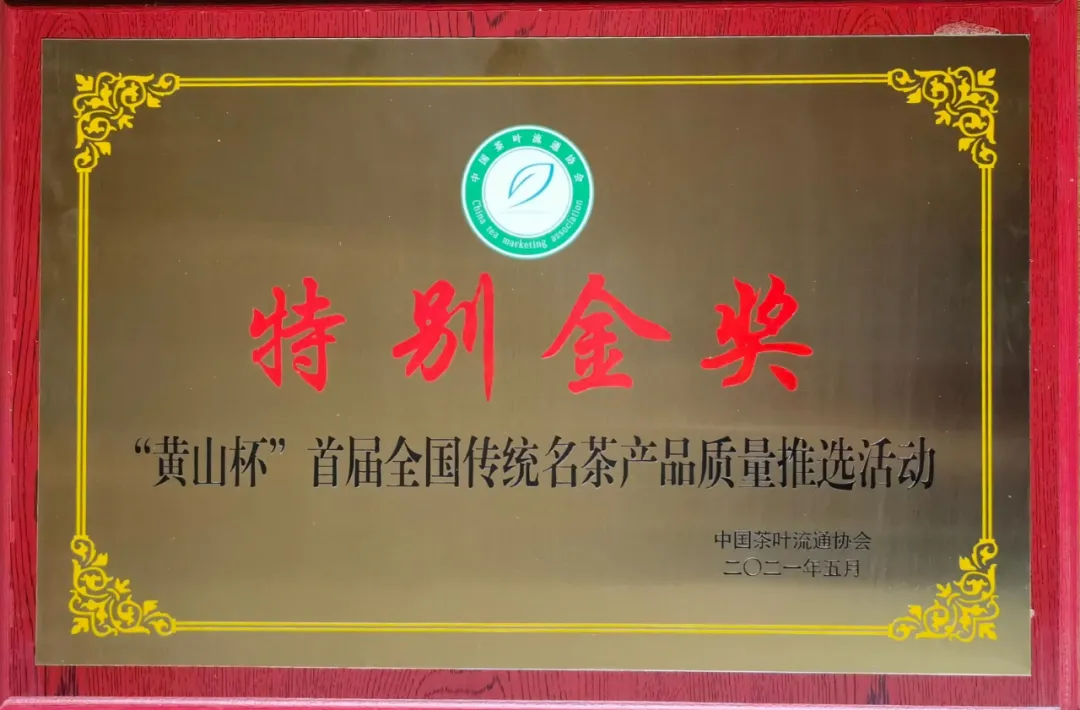 中国茶叶流通协会
China tea marketing association
特别金奖
“黄山杯”首届全国传统名茶产品质量推选活动
中国茶叶流通协会
二〇二一年五月